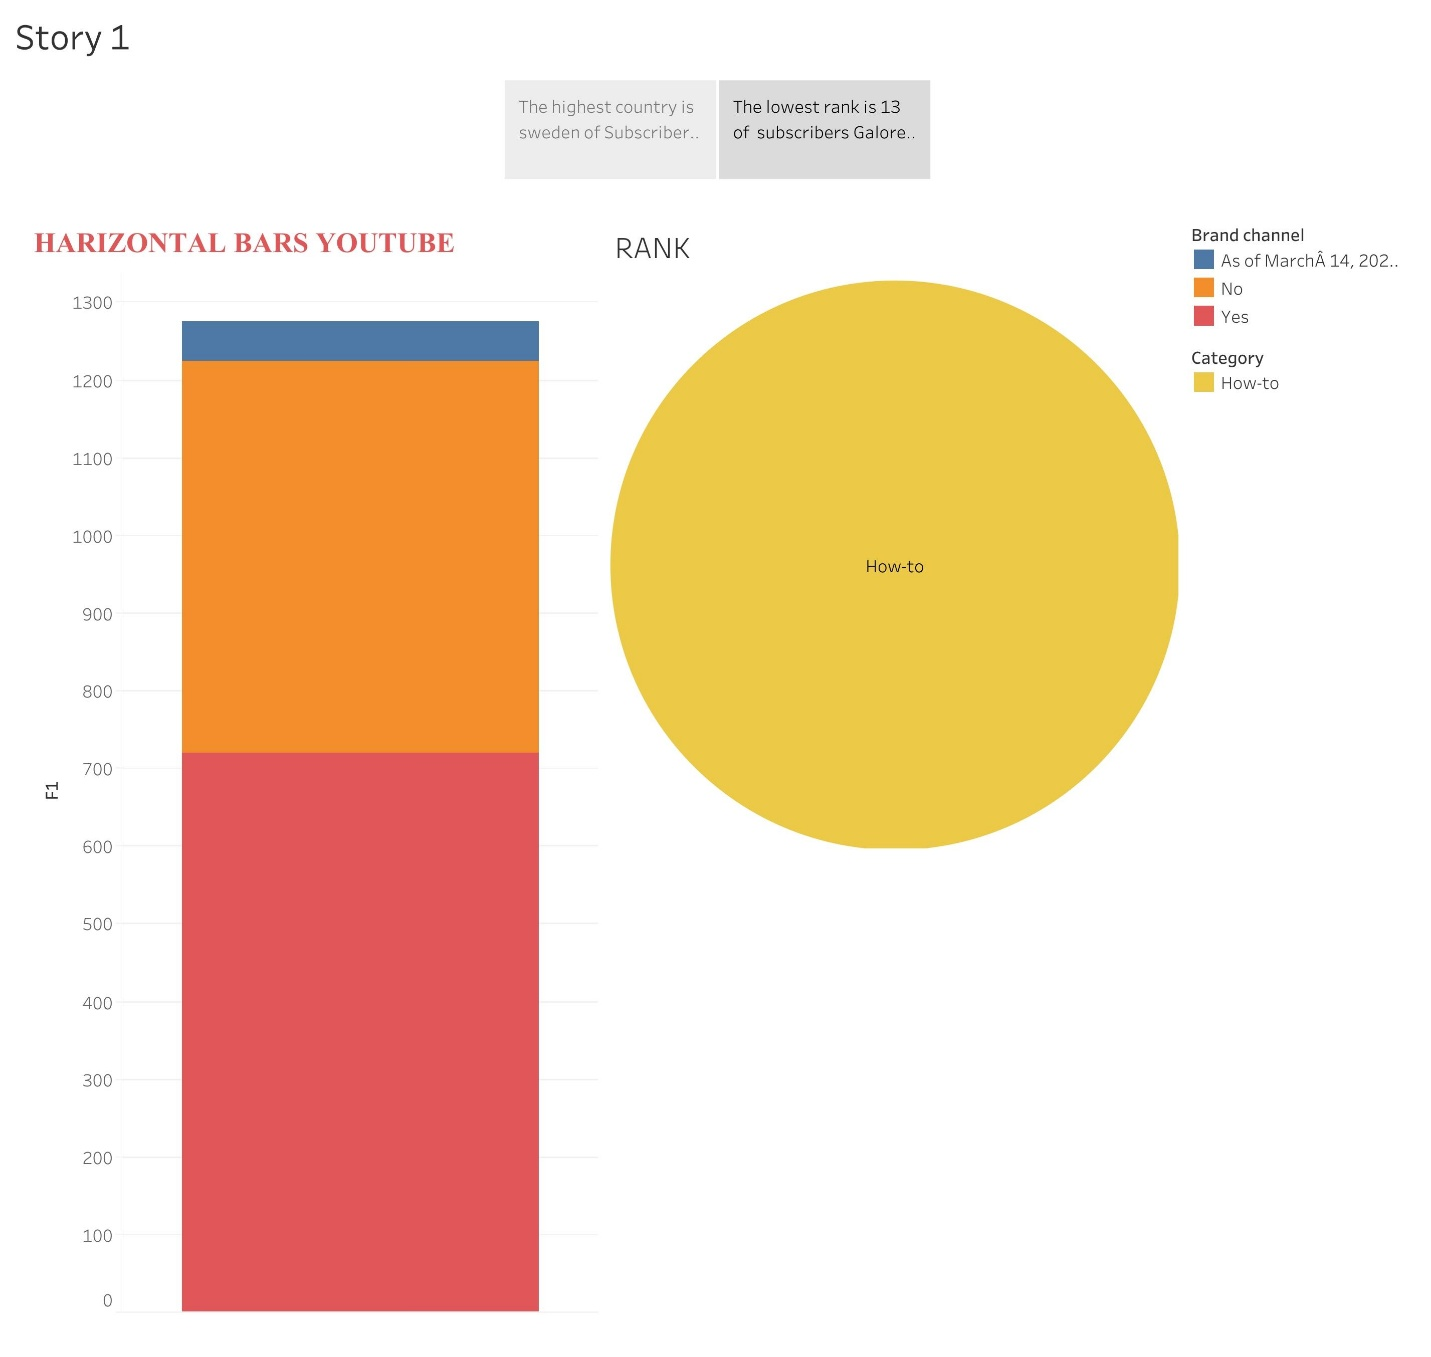 Story 1
The highest country is
sweden of Subscriber..
The lowest rank is 13
of  subscribers Galore..
HARIZONTAL BARS YOUTUBE
RANK
Brand channel
As of MarchÂ 14, 202..
No
Yes
Category
How-to
1300
1200
1100
1000
900
800
700
600
500
400
300
200
100
0
F1
How-to